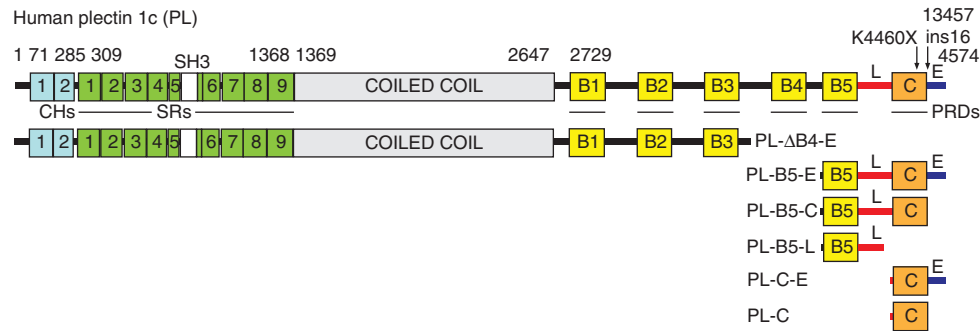 Human plectin 1c (PL)
13457
K4460X ins16
1 71 285 309 SH3 1368 1369 2647 2729 4574
L E
1 2 1 2 3 4 5 6 7 8 9 COILED COIL B1 B2 B3 B4 B5 C
CHs SRs PRDs
1 2 1 2 3 4 5 6 7 8 9 COILED COIL B1 B2 B3 PL-ΔB4-E
L E
PL-B5-E B5 C
L
PL-B5-C B5 C
L
PL-B5-L B5
E
PL-C-E C
PL-C C